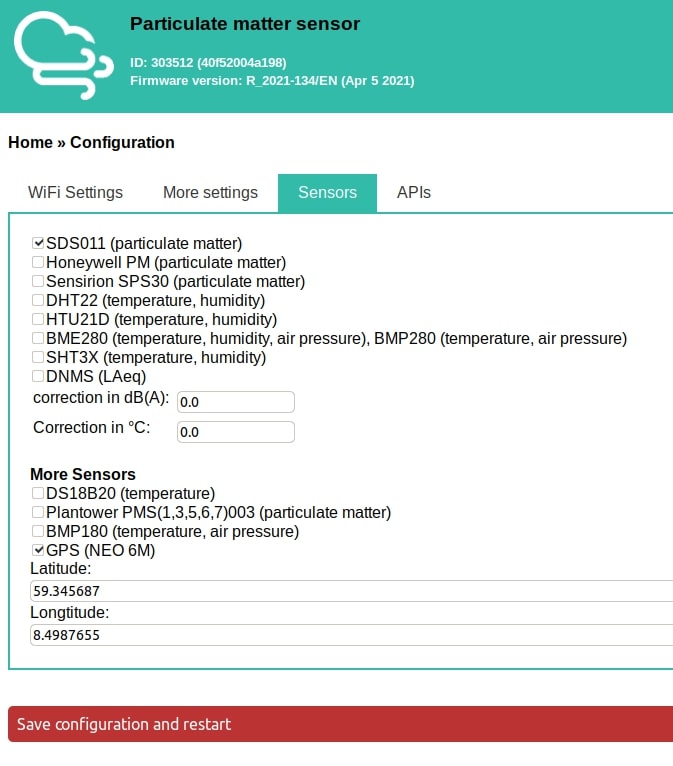 Particulate matter sensor
ID: 303512 (40f52004a198)
Firmware version: R_2021-134/EN (Apr 5 2021)
Home » Configuration
WiFi Settings More settings Sensors APIs
SDS011 (particulate matter)
Honeywell PM (particulate matter)
Sensirion SPS30 (particulate matter)
DHT22 (temperature, humidity)
HTU21D (temperature, humidity)
BME280 (temperature, humidity, air pressure), BMP280 (temperature, air pressure)
SHT3X (temperature, humidity)
DNMS (LAeq)
correction in dB(A): 0.0
Correction in °C: 0.0
More Sensors
DS18B20 (temperature)
Plantower PMS(1,3,5,6,7)003 (particulate matter)
BMP180 (temperature, air pressure)
GPS (NEO 6M)
Latitude:
59.345687
Longtitude:
8.4987655
Save configuration and restart